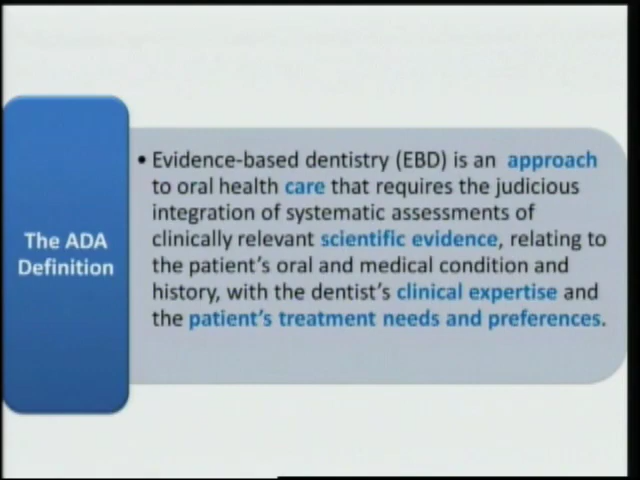 The ADA
Definition
• Evidence-based dentistry (EBD) is an approach
to oral health care that requires the judicious
integration of systematic assessments of
clinically relevant scientific evidence, relating to
the patient's oral and medical condition and
history, with the dentist's clinical expertise and
the patient's treatment needs and preferences.